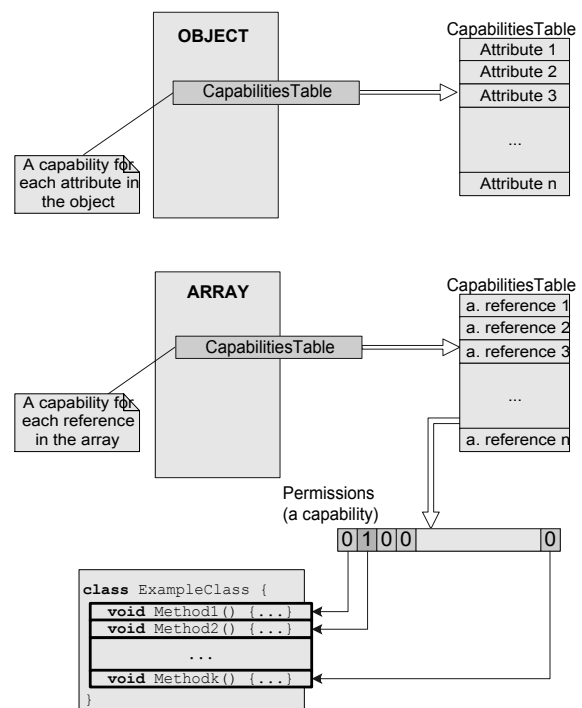 OBJECT
CapabilitiesTable
CapabilitiesTable
Attribute 1
Attribute 2
Attribute 3
...
Attribute n
A capability for
each attribute in
the object
ARRAY
CapabilitiesTable
CapabilitiesTable
a. reference 1
a. reference 2
a. reference 3
...
a. reference n
A capability for
each reference
in the array
Permissions
(a capability)
0 1 0 0 0
class ExampleClass {
void Method1() {...}
void Method2() {...}
...
void Methodk() {...}
}